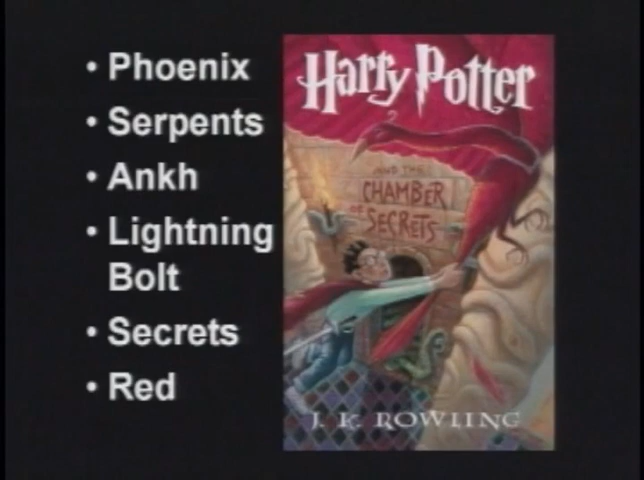 • Phoenix
• Serpents
• Ankh
• Lightning
Bolt
• Secrets
• Red
Harry Potter
AND THE
CHAMBER
OF SECRETS
J. K. ROWLING